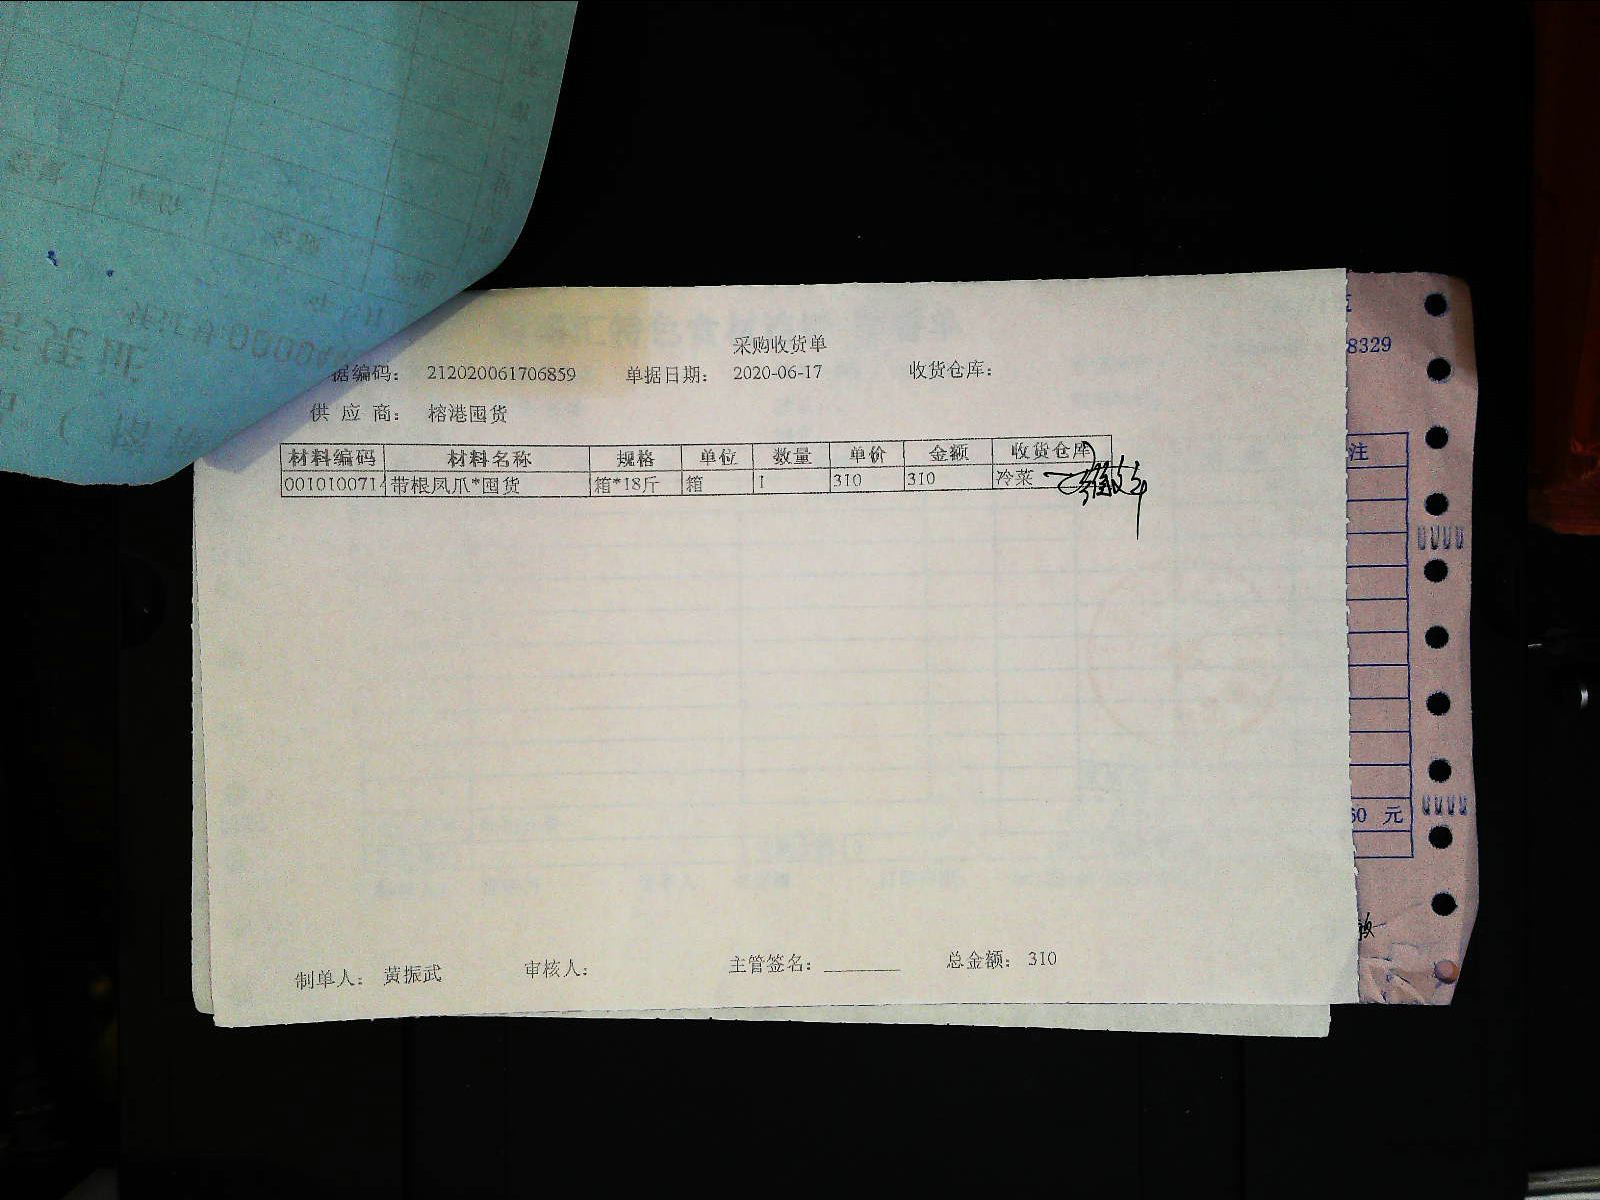 采购收货单
据编码： 212020061706859 单据日期： 2020-06-17 收货仓库：
供 应 商： 榕港囤货
材料编码 材料名称 规格 单位 数量 单价 金额 收货仓库
0010100714 带根凤爪*囤货 箱*18斤 箱 1 310 310 冷菜
制单人： 黄振武 审核人： 主管签名：________ 总金额：310
8329
注
60 元